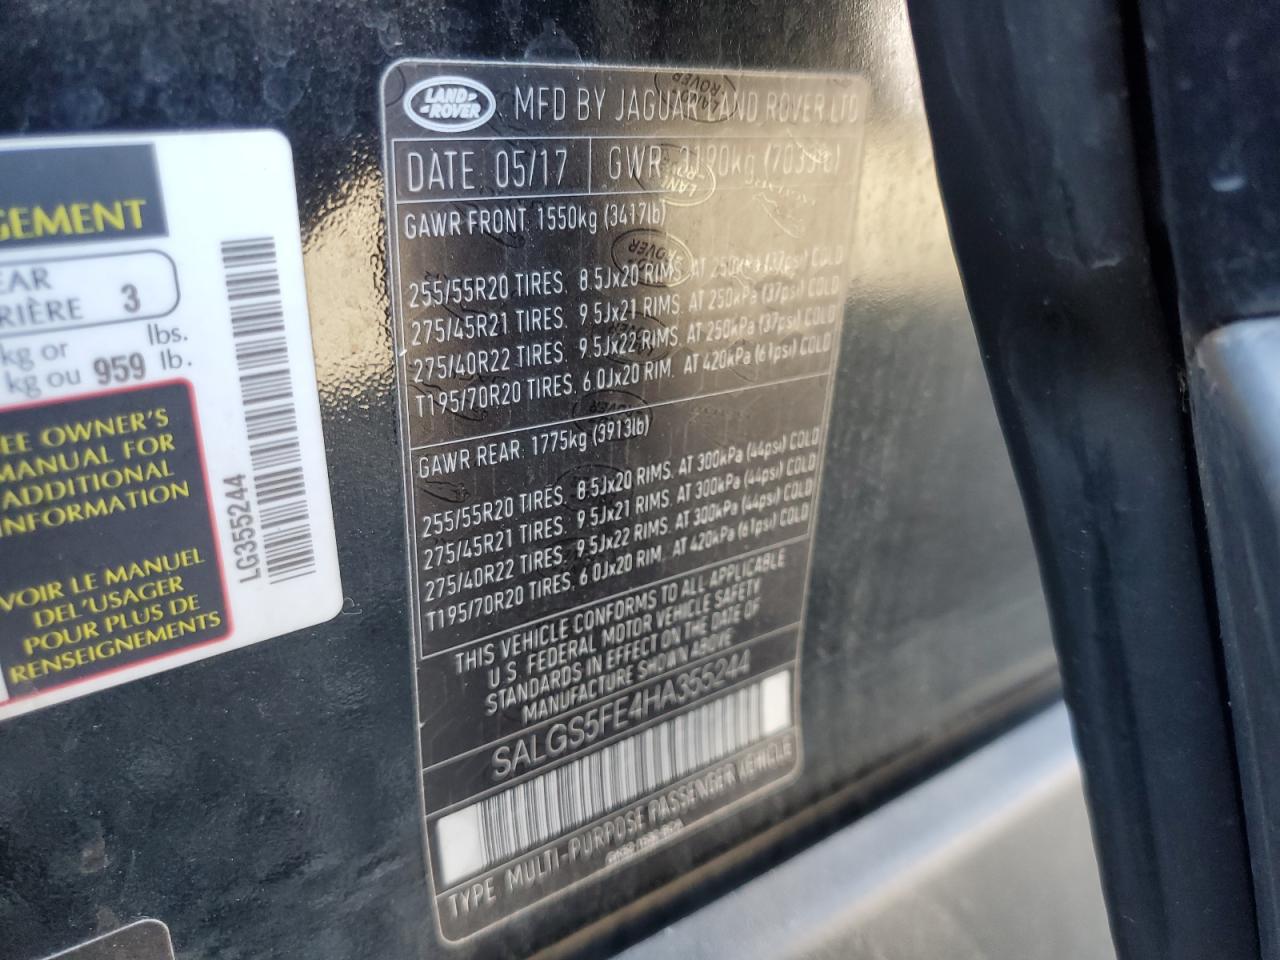 GEMENT
EAR
RIÈRE 3
kg or lbs.
kg ou 959 lb.
EE OWNER'S
MANUAL FOR
ADDITIONAL
INFORMATION
VOIR LE MANUEL
DEL'USAGER
POUR PLUS DE
RENSEIGNEMENTS
LG355244
LAND-
-ROVER
MFD BY JAGUAR LAND ROVER LTD
DATE: 05/17 GWR
GAWR FRONT: 1550kg (3417lb)
255/55R20 TIRES, 8.5Jx20 RIMS, AT 250kPa (37psi) COLD
275/45R21 TIRES, 9.5Jx21 RIMS, AT 250kPa (37psi) COLD
275/40R22 TIRES, 9.5Jx22 RIMS, AT 250kPa (37psi) COLD
T195/70R20 TIRES, 6.0Jx20 RIM, AT 420kPa (61psi) COLD
GAWR REAR: 1775kg (3913lb)
255/55R20 TIRES, 8.5Jx20 RIMS, AT 300kPa (44psi) COLD
275/45R21 TIRES, 9.5Jx21 RIMS, AT 300kPa (44psi) COLD
275/40R22 TIRES, 9.5Jx22 RIMS, AT 300kPa (44psi) COLD
T195/70R20 TIRES, 6.0Jx20 RIM, AT 420kPa (61psi) COLD
THIS VEHICLE CONFORMS TO ALL APPLICABLE
U.S. FEDERAL MOTOR VEHICLE SAFETY
STANDARDS IN EFFECT ON THE DATE OF
MANUFACTURE SHOWN ABOVE
SALGS5FE4HA355244
TYPE: MULTI-PURPOSE PASSENGER VEHICLE